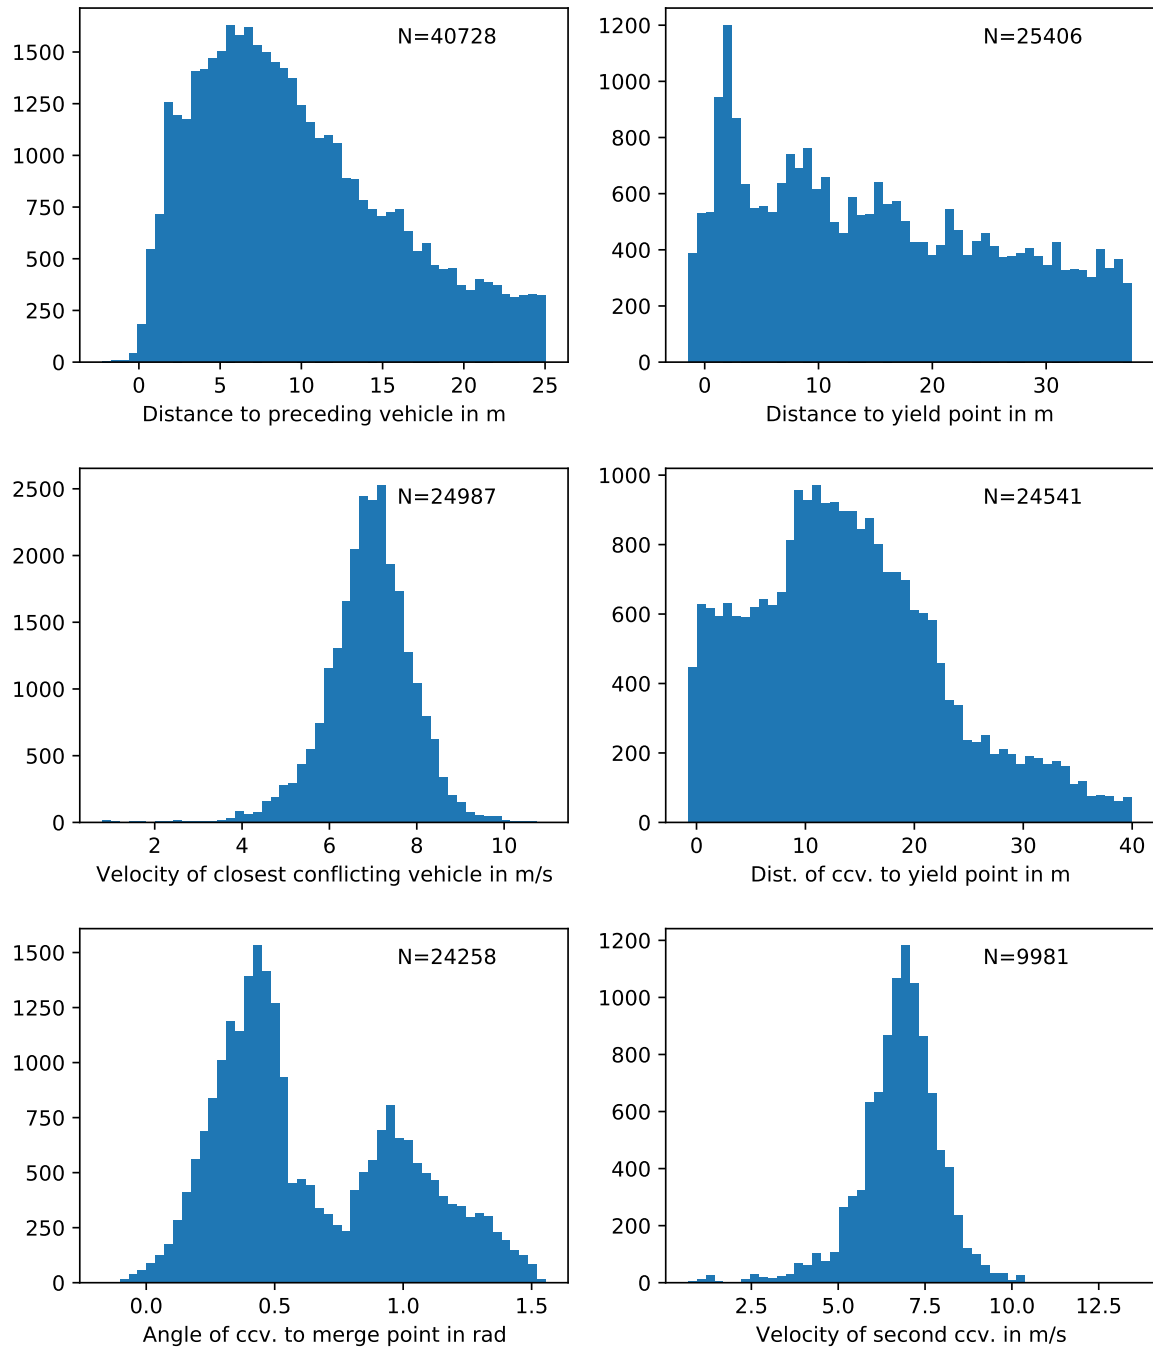 1500
1250
1000
750
500
250
0
N=40728
0 5 10 15 20 25
Distance to preceding vehicle in m
1200
1000
800
600
400
200
0
N=25406
0 10 20 30
Distance to yield point in m
2500
2000
1500
1000
500
0
N=24987
2 4 6 8 10
Velocity of closest conflicting vehicle in m/s
1000
800
600
400
200
0
N=24541
0 10 20 30 40
Dist. of ccv. to yield point in m
1500
1250
1000
750
500
250
0
N=24258
0.0 0.5 1.0 1.5
Angle of ccv. to merge point in rad
1200
1000
800
600
400
200
0
N=9981
2.5 5.0 7.5 10.0 12.5
Velocity of second ccv. in m/s